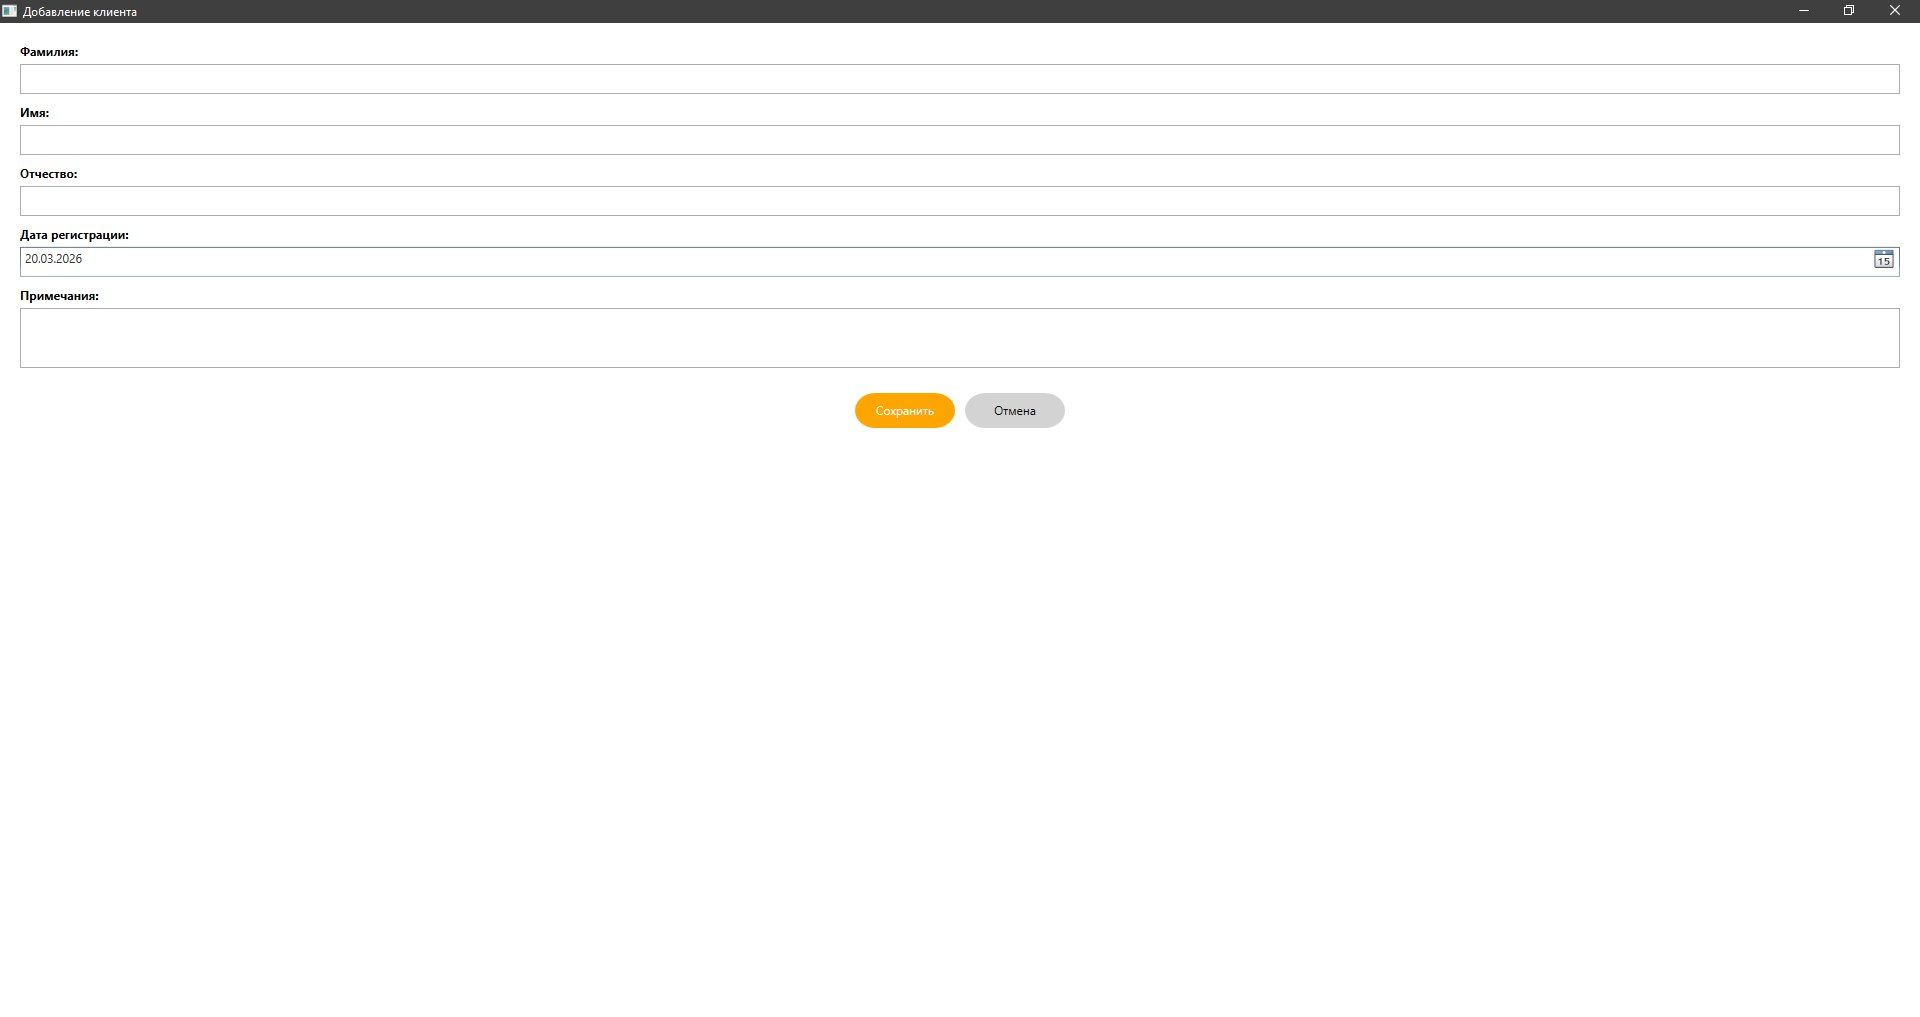 Добавление клиента
Фамилия:
Имя:
Отчество:
Дата регистрации:
20.03.2026
15
Примечания:
Сохранить
Отмена